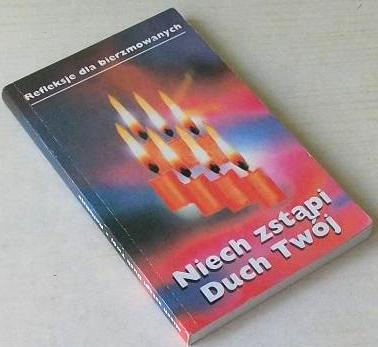 Refleksje dla bierzmowanych
Niech zstąpi
Duch Twój